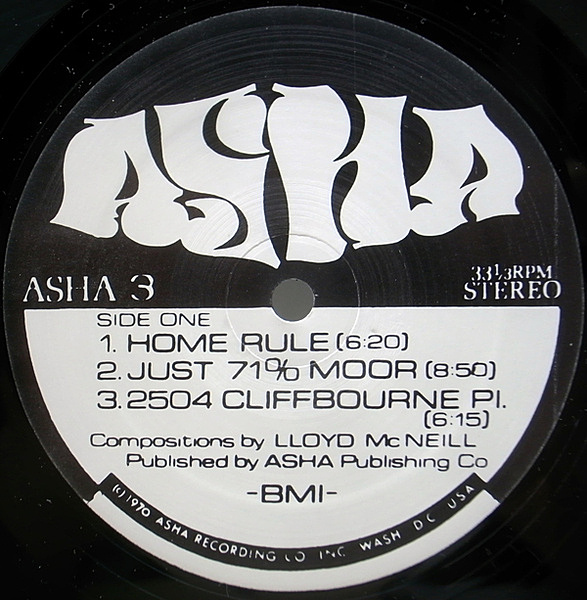 ASHA
ASHA 3
33 1/3 RPM
STEREO
SIDE ONE
1. HOME RULE (6:20)
2. JUST 71% MOOR (8:50)
3. 2504 CLIFFBOURNE Pl.
(6:15)
Compositions by LLOYD McNEILL
Published by ASHA Publishing Co
-BMI-
(c) 1970 ASHA RECORDING CO INC. WASH DC USA